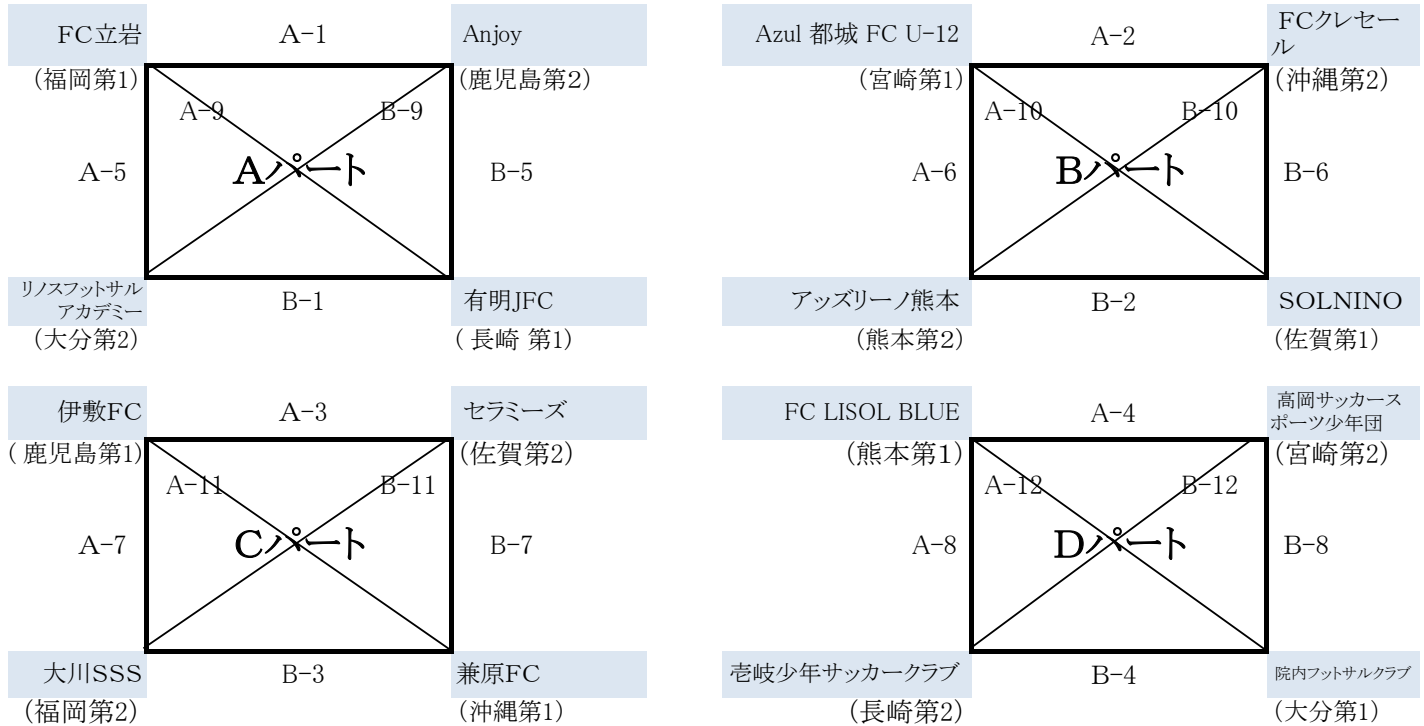 FC立岩 A-1 Anjoy
(福岡第1) (鹿児島第2)
A-9 B-9
A-5 Aパート B-5
リノスフットサル
アカデミー
B-1 有明JFC
(大分第2) (長崎 第1)
Azul 都城 FC U-12 A-2 FCクレセー
ル
(宮崎第1) (沖縄第2)
A-10 B-10
A-6 Bパート B-6
アッズリーノ熊本 B-2 SOLNINO
(熊本第2) (佐賀第1)
伊敷FC A-3 セラミーズ
(鹿児島第1) (佐賀第2)
A-11 B-11
A-7 Cパート B-7
大川SSS B-3 兼原FC
(福岡第2) (沖縄第1)
FC LISOL BLUE A-4 高岡サッカース
ポーツ少年団
(熊本第1) (宮崎第2)
A-12 B-12
A-8 Dパート B-8
壱岐少年サッカークラブ B-4 院内フットサルクラブ
(長崎第2) (大分第1)